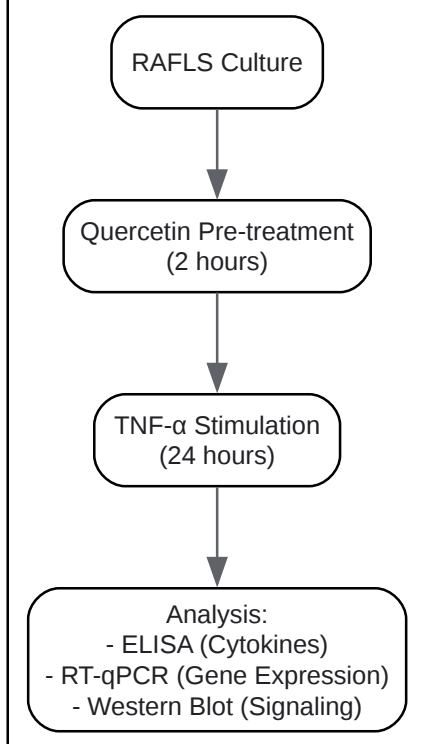 RAFLS Culture
Quercetin Pre-treatment
(2 hours)
TNF-α Stimulation
(24 hours)
Analysis:
- ELISA (Cytokines)
- RT-qPCR (Gene Expression)
- Western Blot (Signaling)